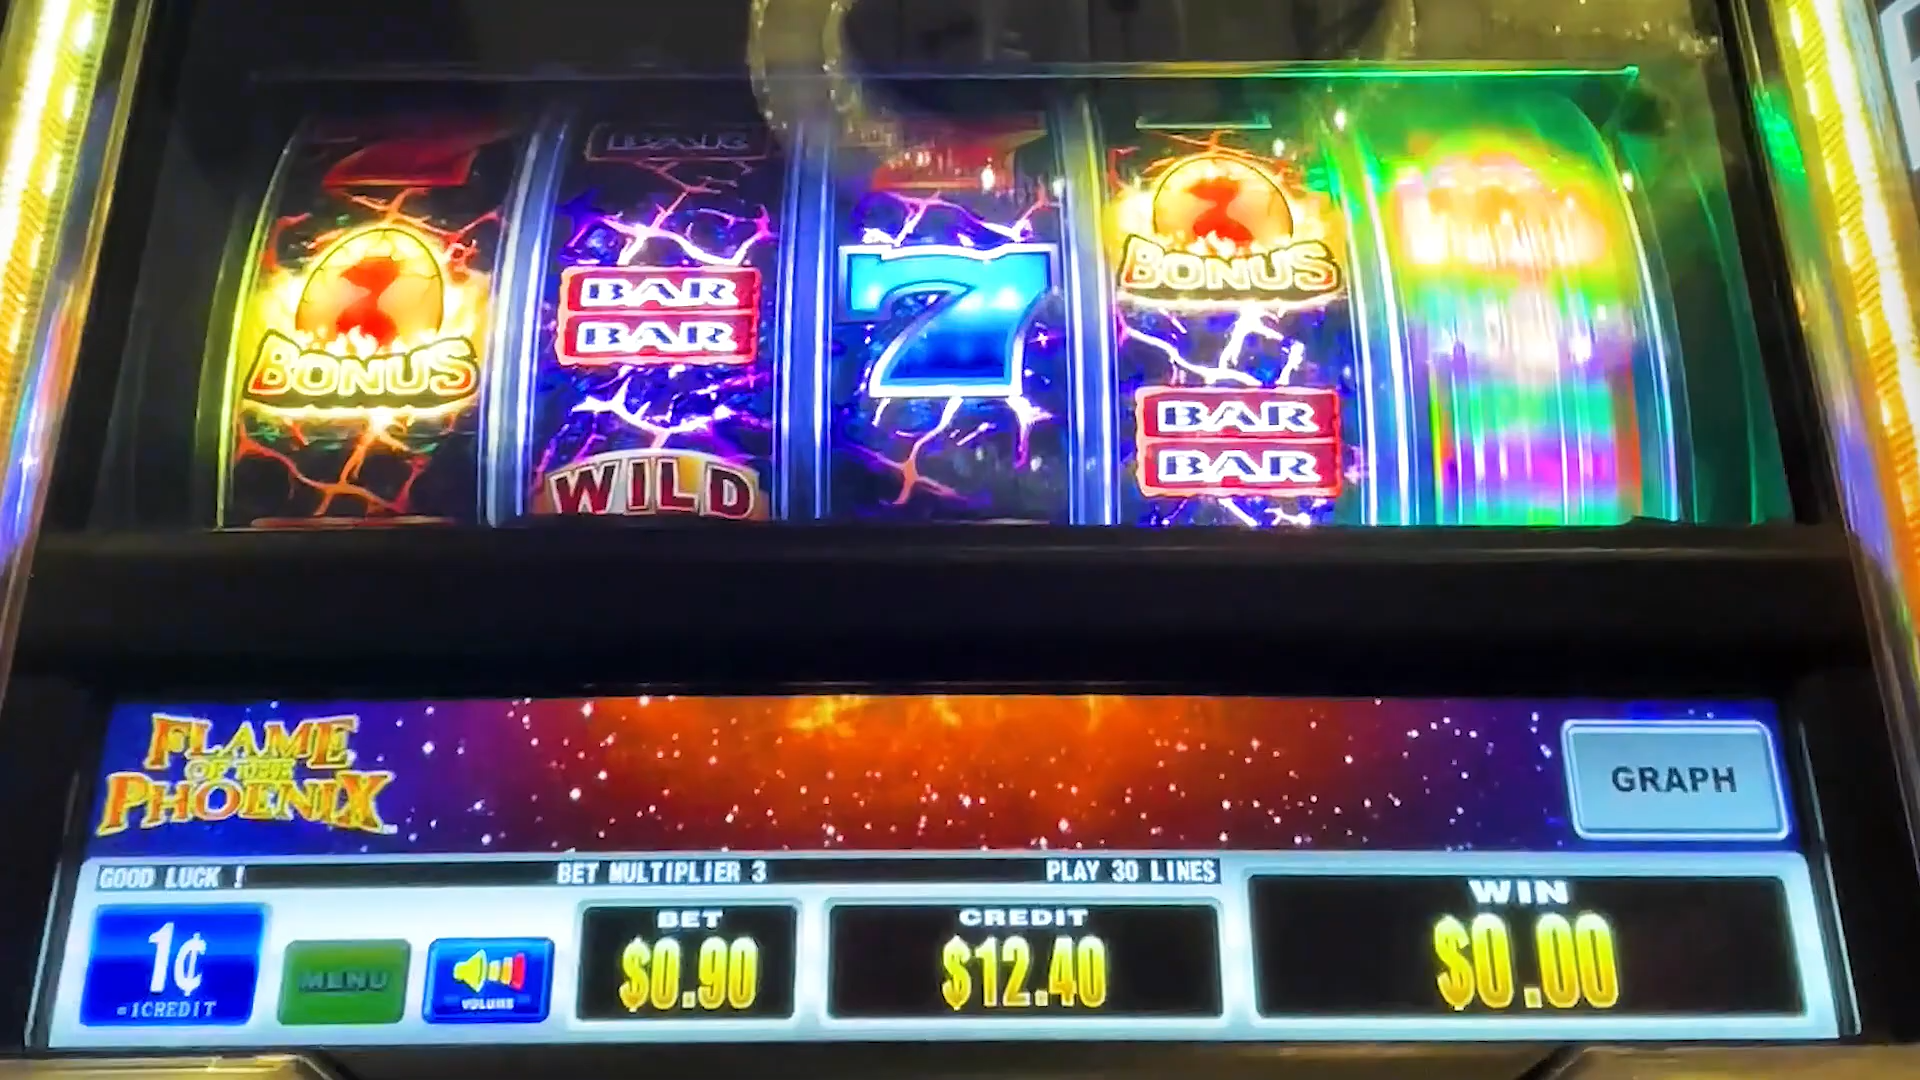 BAR
BONUS
BAR
BAR
BONUS
WILD
BAR
BAR
FLAME
OF THE
PHOENIX
GRAPH
GOOD LUCK !
BET MULTIPLIER 3
PLAY 30 LINES
1¢
=1CREDIT
MENU
VOLUME
BET
$0.90
CREDIT
$12.40
WIN
$0.00